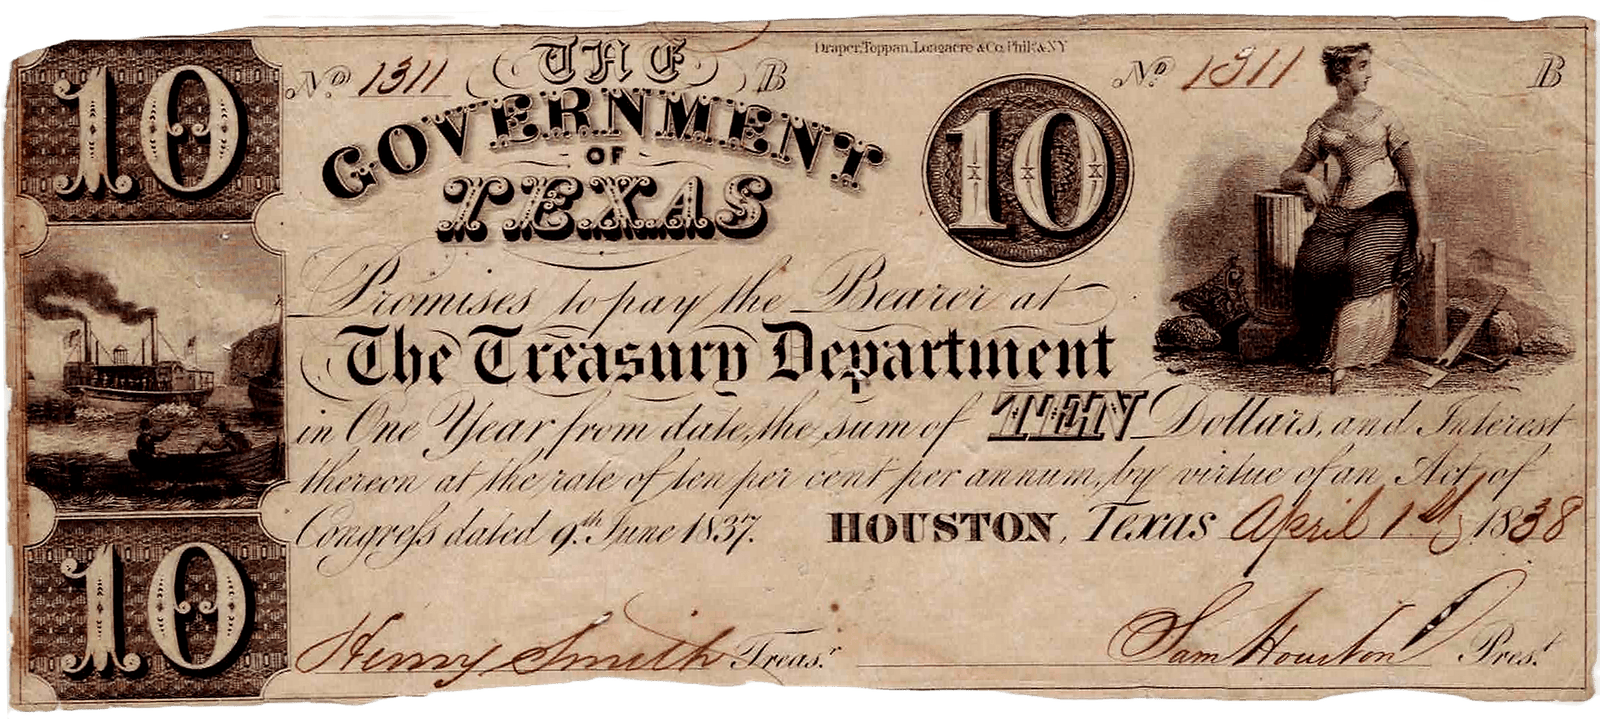 10
No 1311
THE
B
Draper, Toppan, Longacre & Co. Phila & NY
No 1311
B
GOVERNMENT
OF
TEXAS
10
Promises to pay the Bearer at
The Treasury Department
in One Year from date, the sum of TEN Dollars, and Interest
thereon at the rate of ten per cent per annum, by virtue of an Act of
Congress dated 9th June 1837. HOUSTON, Texas April 1st 1838
10
Henry Smith Treasr
Sam Houston Prest